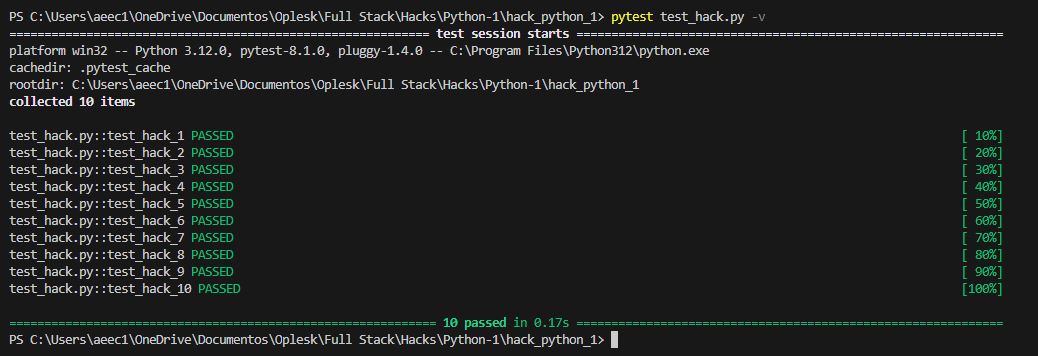 PS C:\Users\aeec1\OneDrive\Documentos\Oplesk\Full Stack\Hacks\Python-1\hack_python_1> pytest test_hack.py -v
============================================================ test session starts =============================================================
platform win32 -- Python 3.12.0, pytest-8.1.0, pluggy-1.4.0 -- C:\Program Files\Python312\python.exe
cachedir: .pytest_cache
rootdir: C:\Users\aeec1\OneDrive\Documentos\Oplesk\Full Stack\Hacks\Python-1\hack_python_1
collected 10 items
test_hack.py::test_hack_1 PASSED [ 10%]
test_hack.py::test_hack_2 PASSED [ 20%]
test_hack.py::test_hack_3 PASSED [ 30%]
test_hack.py::test_hack_4 PASSED [ 40%]
test_hack.py::test_hack_5 PASSED [ 50%]
test_hack.py::test_hack_6 PASSED [ 60%]
test_hack.py::test_hack_7 PASSED [ 70%]
test_hack.py::test_hack_8 PASSED [ 80%]
test_hack.py::test_hack_9 PASSED [ 90%]
test_hack.py::test_hack_10 PASSED [100%]
============================================================= 10 passed in 0.17s =============================================================
PS C:\Users\aeec1\OneDrive\Documentos\Oplesk\Full Stack\Hacks\Python-1\hack_python_1>